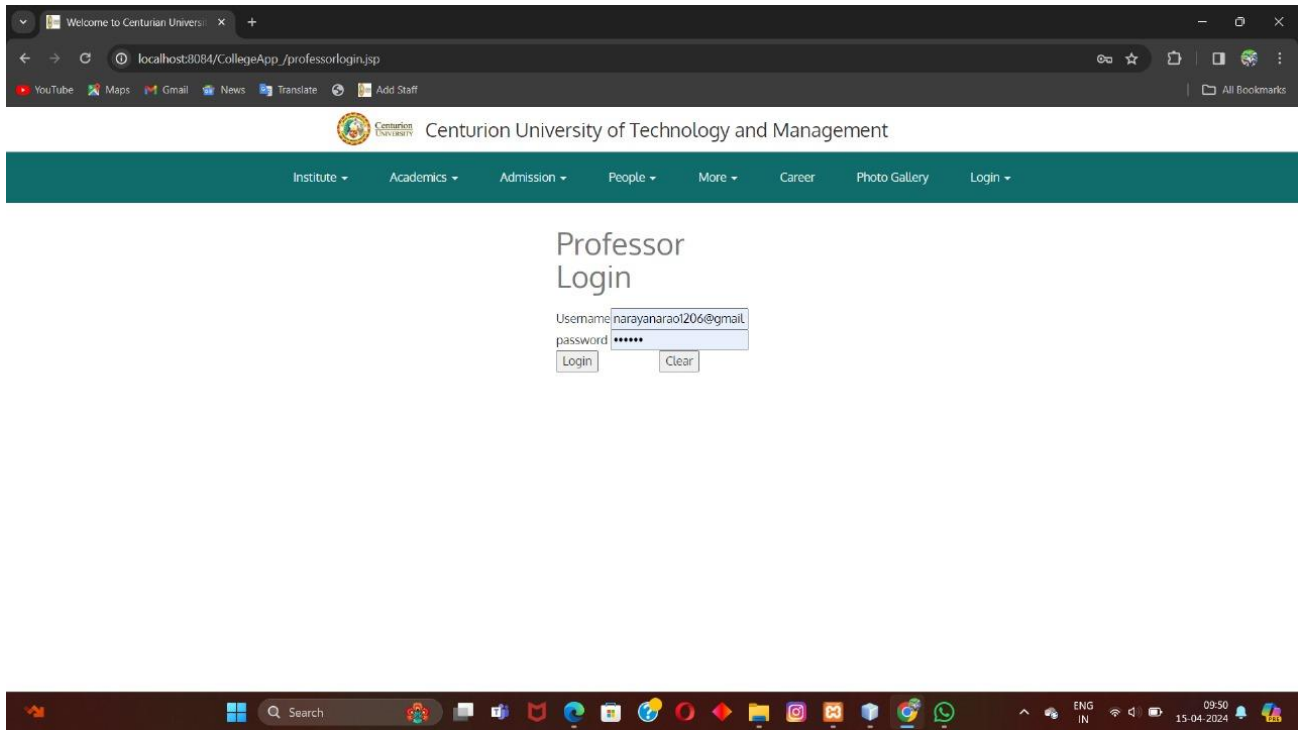 Welcome to Centurian Universi
localhost:8084/CollegeApp_/professorlogin.jsp
YouTube Maps Gmail News Translate Add Staff All Bookmarks
Centurion UNIVERSITY Centurion University of Technology and Management
Institute Academics Admission People More Career Photo Gallery Login
Professor
Login
Username narayanarao1206@gmail
password ••••••
Login Clear
Search ENG 09:50
IN 15-04-2024